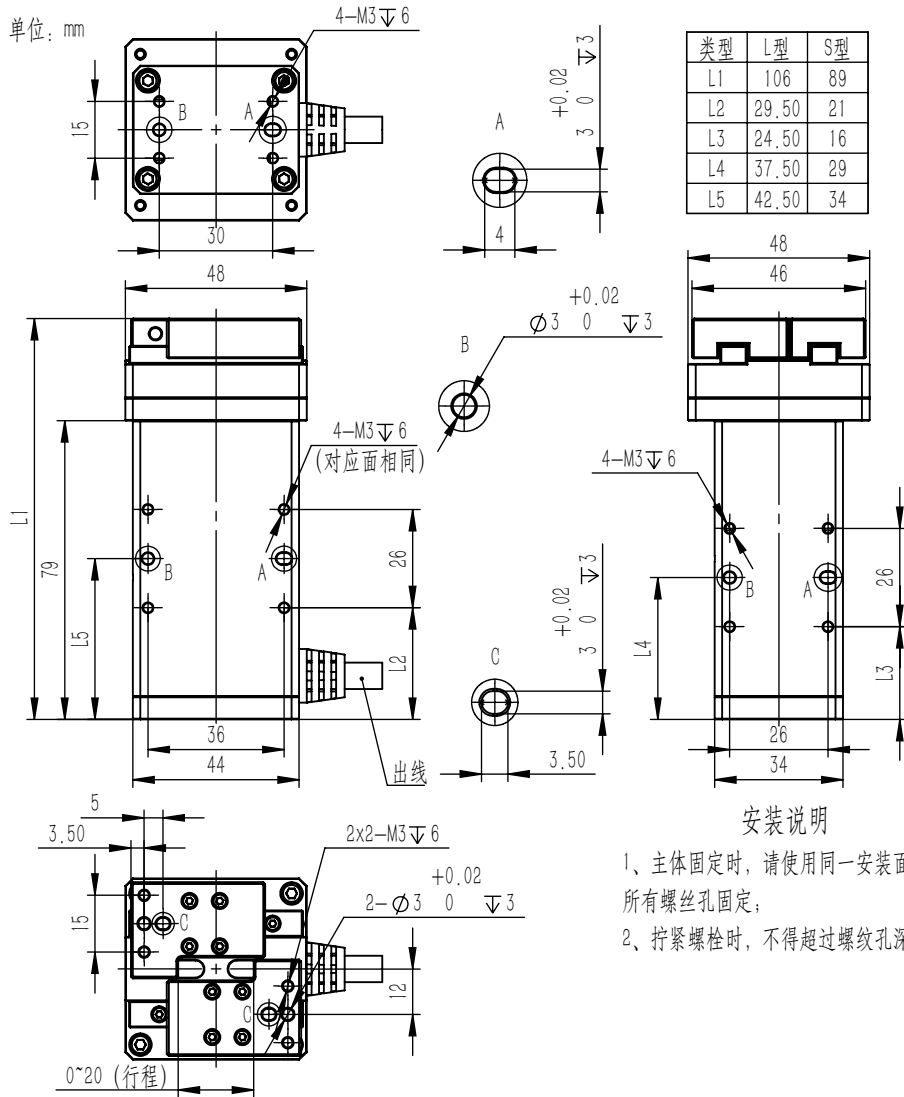 单位: mm
4-M3↧6
15
B
A
30
48
A
3 +0.02 0 ↧3
4
类型 L型 S型
L1 106 89
L2 29.50 21
L3 24.50 16
L4 37.50 29
L5 42.50 34
48
46
+0.02
Ø3 0 ↧3
B
4-M3↧6
(对应面相同)
L1
79
L5
B
A
26
L2
36
44
出线
C
3 +0.02 0 ↧3
3.50
4-M3↧6
B
A
L4
26
L3
26
34
5
3.50
15
C
C
2x2-M3↧6
+0.02
2-Ø3 0 ↧3
12
0~20 (行程)
安装说明
1、主体固定时, 请使用同一安装面
所有螺丝孔固定;
2、拧紧螺栓时, 不得超过螺纹孔深